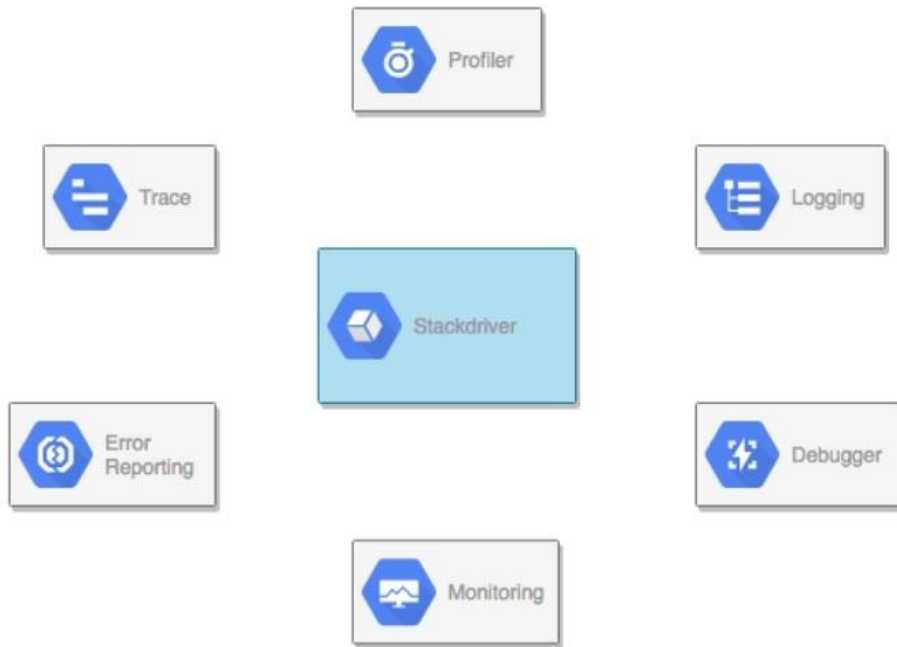 Profiler
Trace
Logging
Stackdriver
Error
Reporting
Debugger
Monitoring